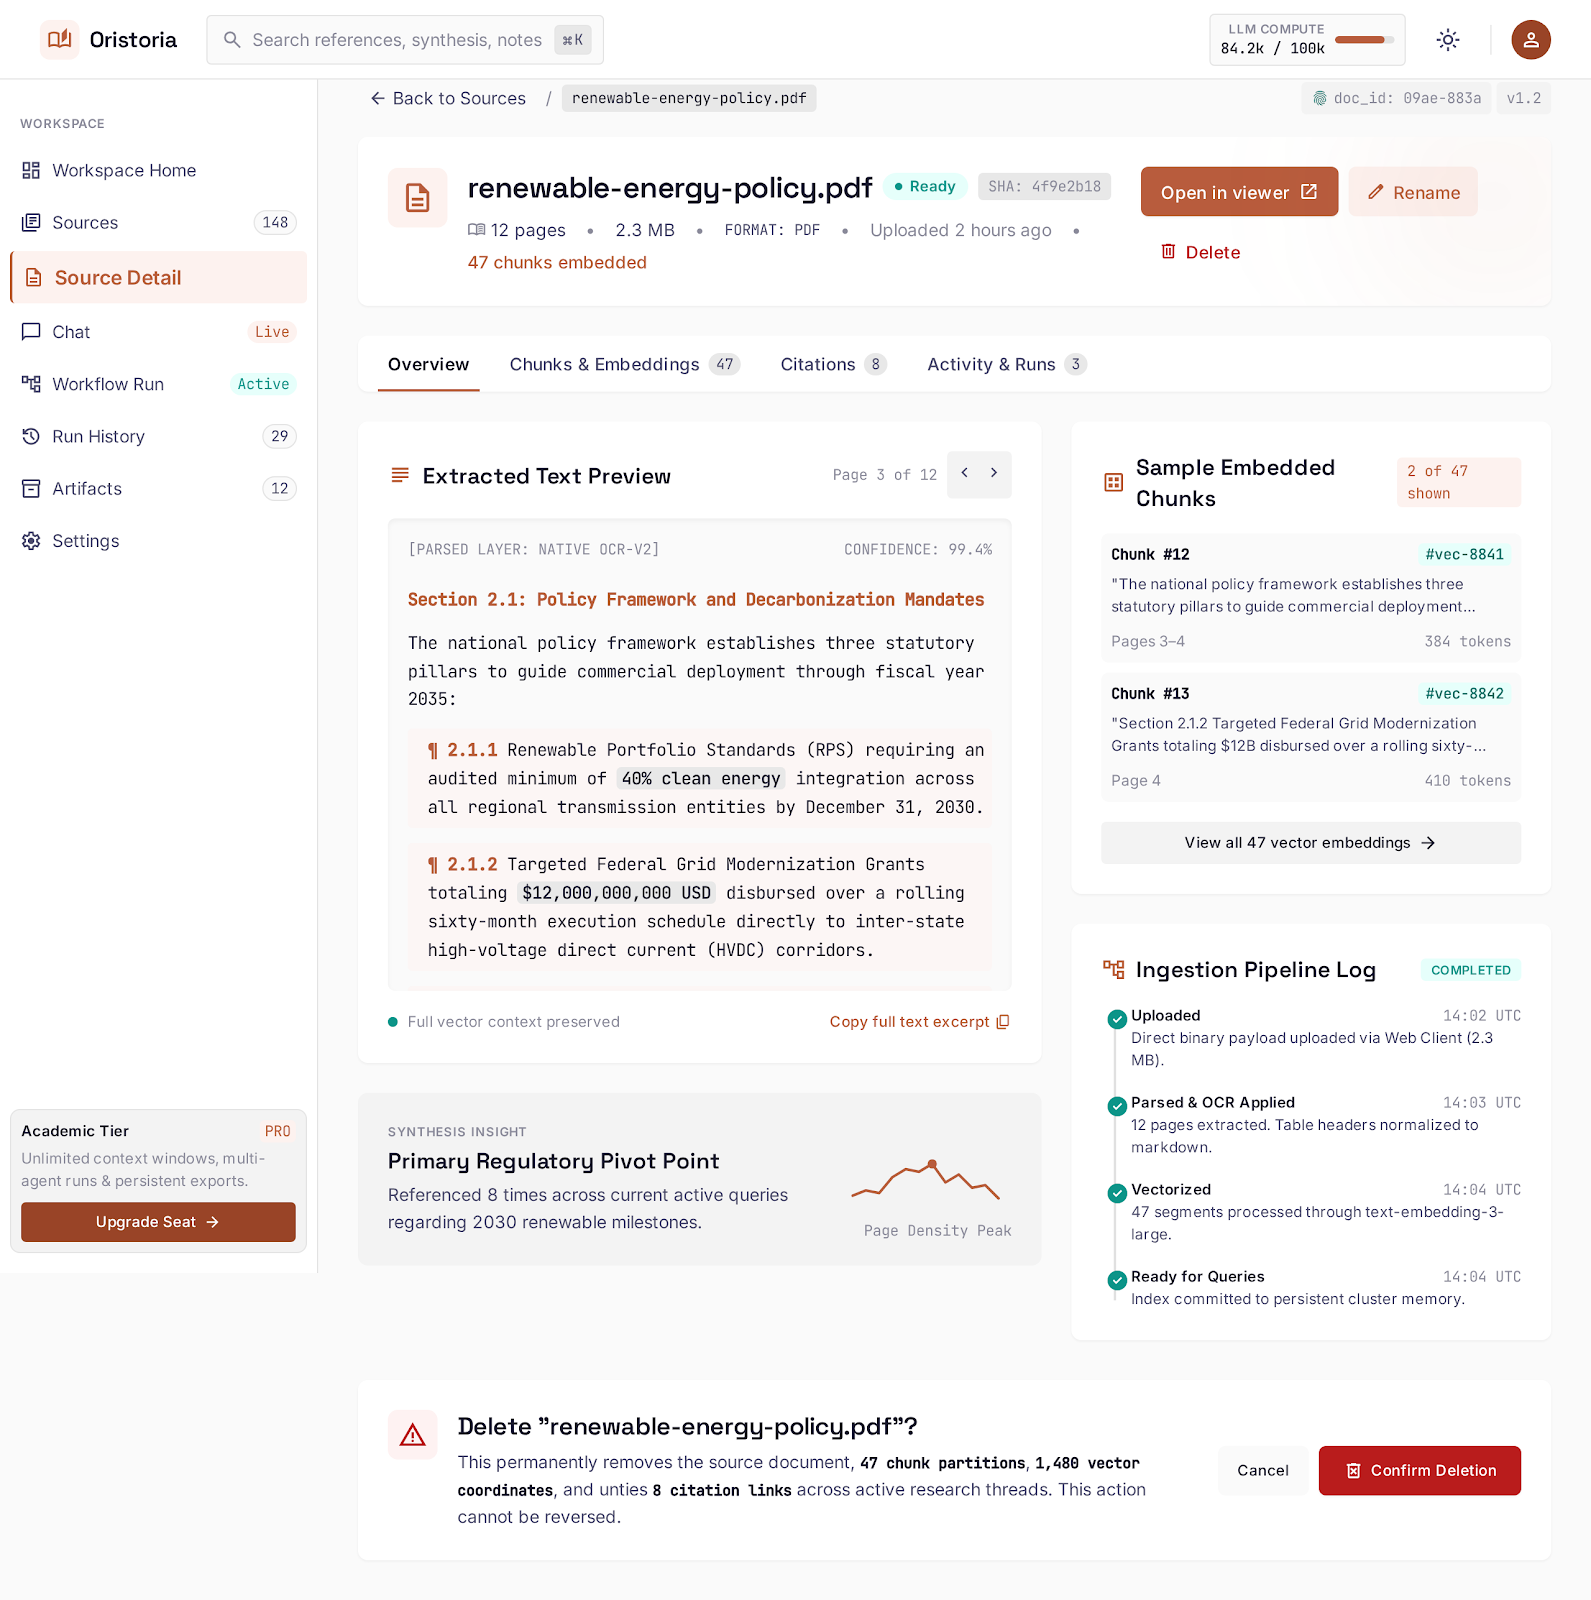 Oristoria
Search references, synthesis, notes ⌘K
LLM COMPUTE
84.2k / 100k
WORKSPACE
Workspace Home
Sources 148
Source Detail
Chat Live
Workflow Run Active
Run History 29
Artifacts 12
Settings
Academic Tier PRO
Unlimited context windows, multi-
agent runs & persistent exports.
Upgrade Seat →
← Back to Sources / renewable-energy-policy.pdf
doc_id: 09ae-883a v1.2
renewable-energy-policy.pdf • Ready SHA: 4f9e2b18
12 pages • 2.3 MB • FORMAT: PDF • Uploaded 2 hours ago •
47 chunks embedded
Open in viewer
Rename
Delete
Overview
Chunks & Embeddings 47
Citations 8
Activity & Runs 3
Extracted Text Preview
Page 3 of 12
[PARSED LAYER: NATIVE OCR-V2] CONFIDENCE: 99.4%
Section 2.1: Policy Framework and Decarbonization Mandates
The national policy framework establishes three statutory
pillars to guide commercial deployment through fiscal year
2035:
¶ 2.1.1 Renewable Portfolio Standards (RPS) requiring an
audited minimum of 40% clean energy integration across
all regional transmission entities by December 31, 2030.
¶ 2.1.2 Targeted Federal Grid Modernization Grants
totaling $12,000,000,000 USD disbursed over a rolling
sixty-month execution schedule directly to inter-state
high-voltage direct current (HVDC) corridors.
Full vector context preserved
Copy full text excerpt
SYNTHESIS INSIGHT
Primary Regulatory Pivot Point
Referenced 8 times across current active queries
regarding 2030 renewable milestones.
Page Density Peak
Sample Embedded
Chunks
2 of 47
shown
Chunk #12 #vec-8841
"The national policy framework establishes three
statutory pillars to guide commercial deployment...
Pages 3–4 384 tokens
Chunk #13 #vec-8842
"Section 2.1.2 Targeted Federal Grid Modernization
Grants totaling $12B disbursed over a rolling sixty-...
Page 4 410 tokens
View all 47 vector embeddings →
Ingestion Pipeline Log COMPLETED
Uploaded 14:02 UTC
Direct binary payload uploaded via Web Client (2.3
MB).
Parsed & OCR Applied 14:03 UTC
12 pages extracted. Table headers normalized to
markdown.
Vectorized 14:04 UTC
47 segments processed through text-embedding-3-
large.
Ready for Queries 14:04 UTC
Index committed to persistent cluster memory.
Delete "renewable-energy-policy.pdf"?
This permanently removes the source document, 47 chunk partitions, 1,480 vector
coordinates, and unties 8 citation links across active research threads. This action
cannot be reversed.
Cancel
Confirm Deletion